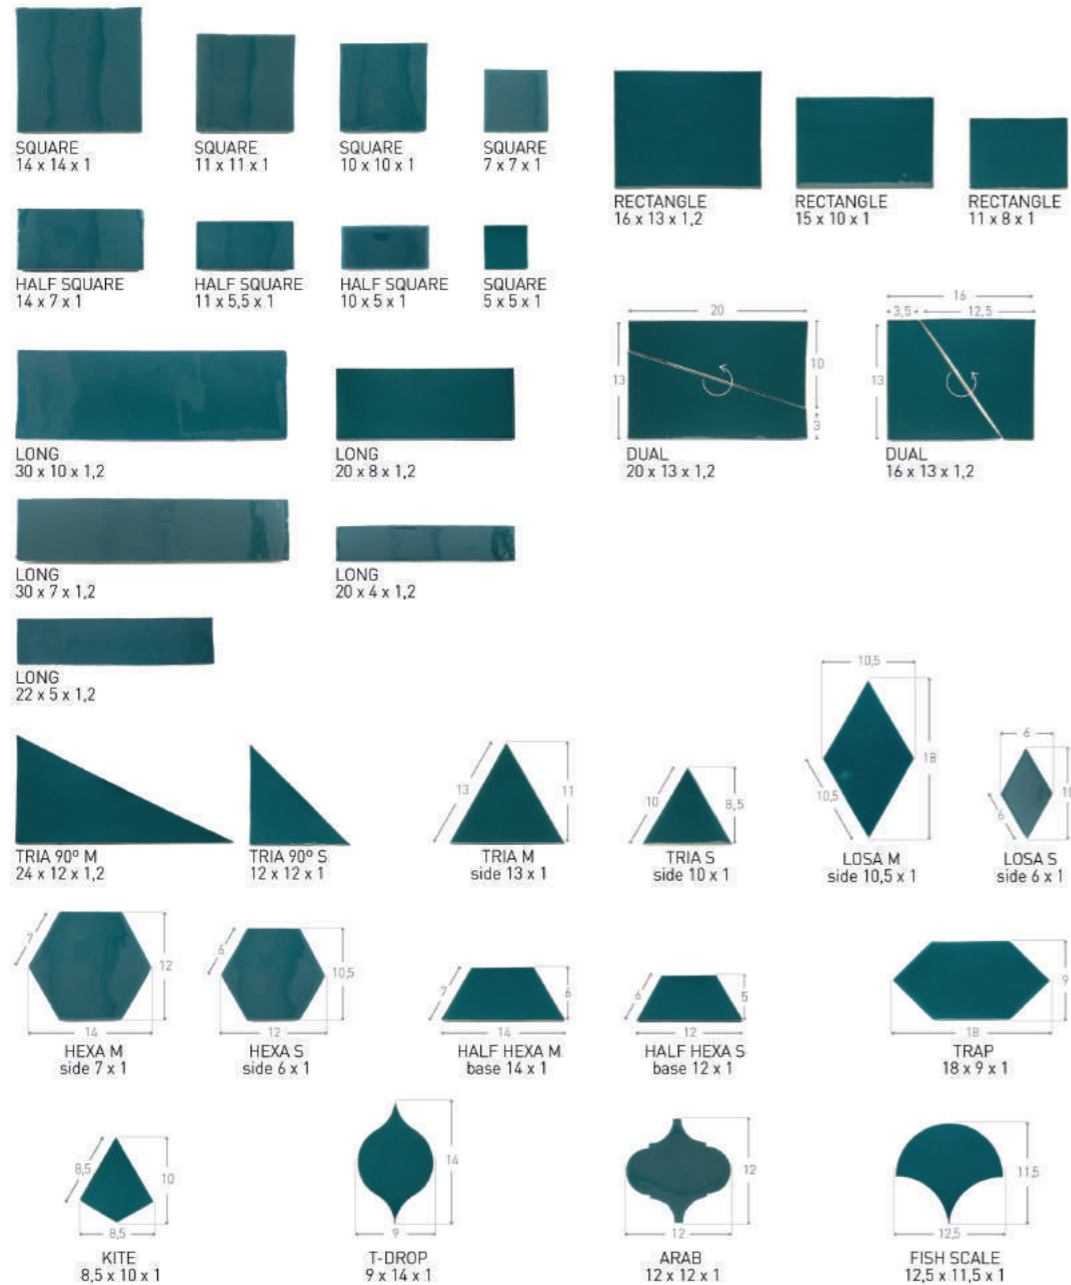 SQUARE
14 x 14 x 1
SQUARE
11 x 11 x 1
SQUARE
10 x 10 x 1
SQUARE
7 x 7 x 1
RECTANGLE
16 x 13 x 1,2
RECTANGLE
15 x 10 x 1
RECTANGLE
11 x 8 x 1
HALF SQUARE
14 x 7 x 1
HALF SQUARE
11 x 5,5 x 1
HALF SQUARE
10 x 5 x 1
SQUARE
5 x 5 x 1
20
13
10
3
DUAL
20 x 13 x 1,2
16
3,5
12,5
13
DUAL
16 x 13 x 1,2
LONG
30 x 10 x 1,2
LONG
20 x 8 x 1,2
LONG
30 x 7 x 1,2
LONG
20 x 4 x 1,2
LONG
22 x 5 x 1,2
TRIA 90º M
24 x 12 x 1,2
TRIA 90º S
12 x 12 x 1
13
11
TRIA M
side 13 x 1
10
8,5
TRIA S
side 10 x 1
10,5
18
10,5
LOSA M
side 10,5 x 1
6
10
6
LOSA S
side 6 x 1
7
12
14
HEXA M
side 7 x 1
6
10,5
12
HEXA S
side 6 x 1
7
6
14
HALF HEXA M
base 14 x 1
6
5
12
HALF HEXA S
base 12 x 1
9
18
TRAP
18 x 9 x 1
8,5
10
8,5
KITE
8,5 x 10 x 1
14
9
T-DROP
9 x 14 x 1
12
12
ARAB
12 x 12 x 1
11,5
12,5
FISH SCALE
12,5 x 11,5 x 1